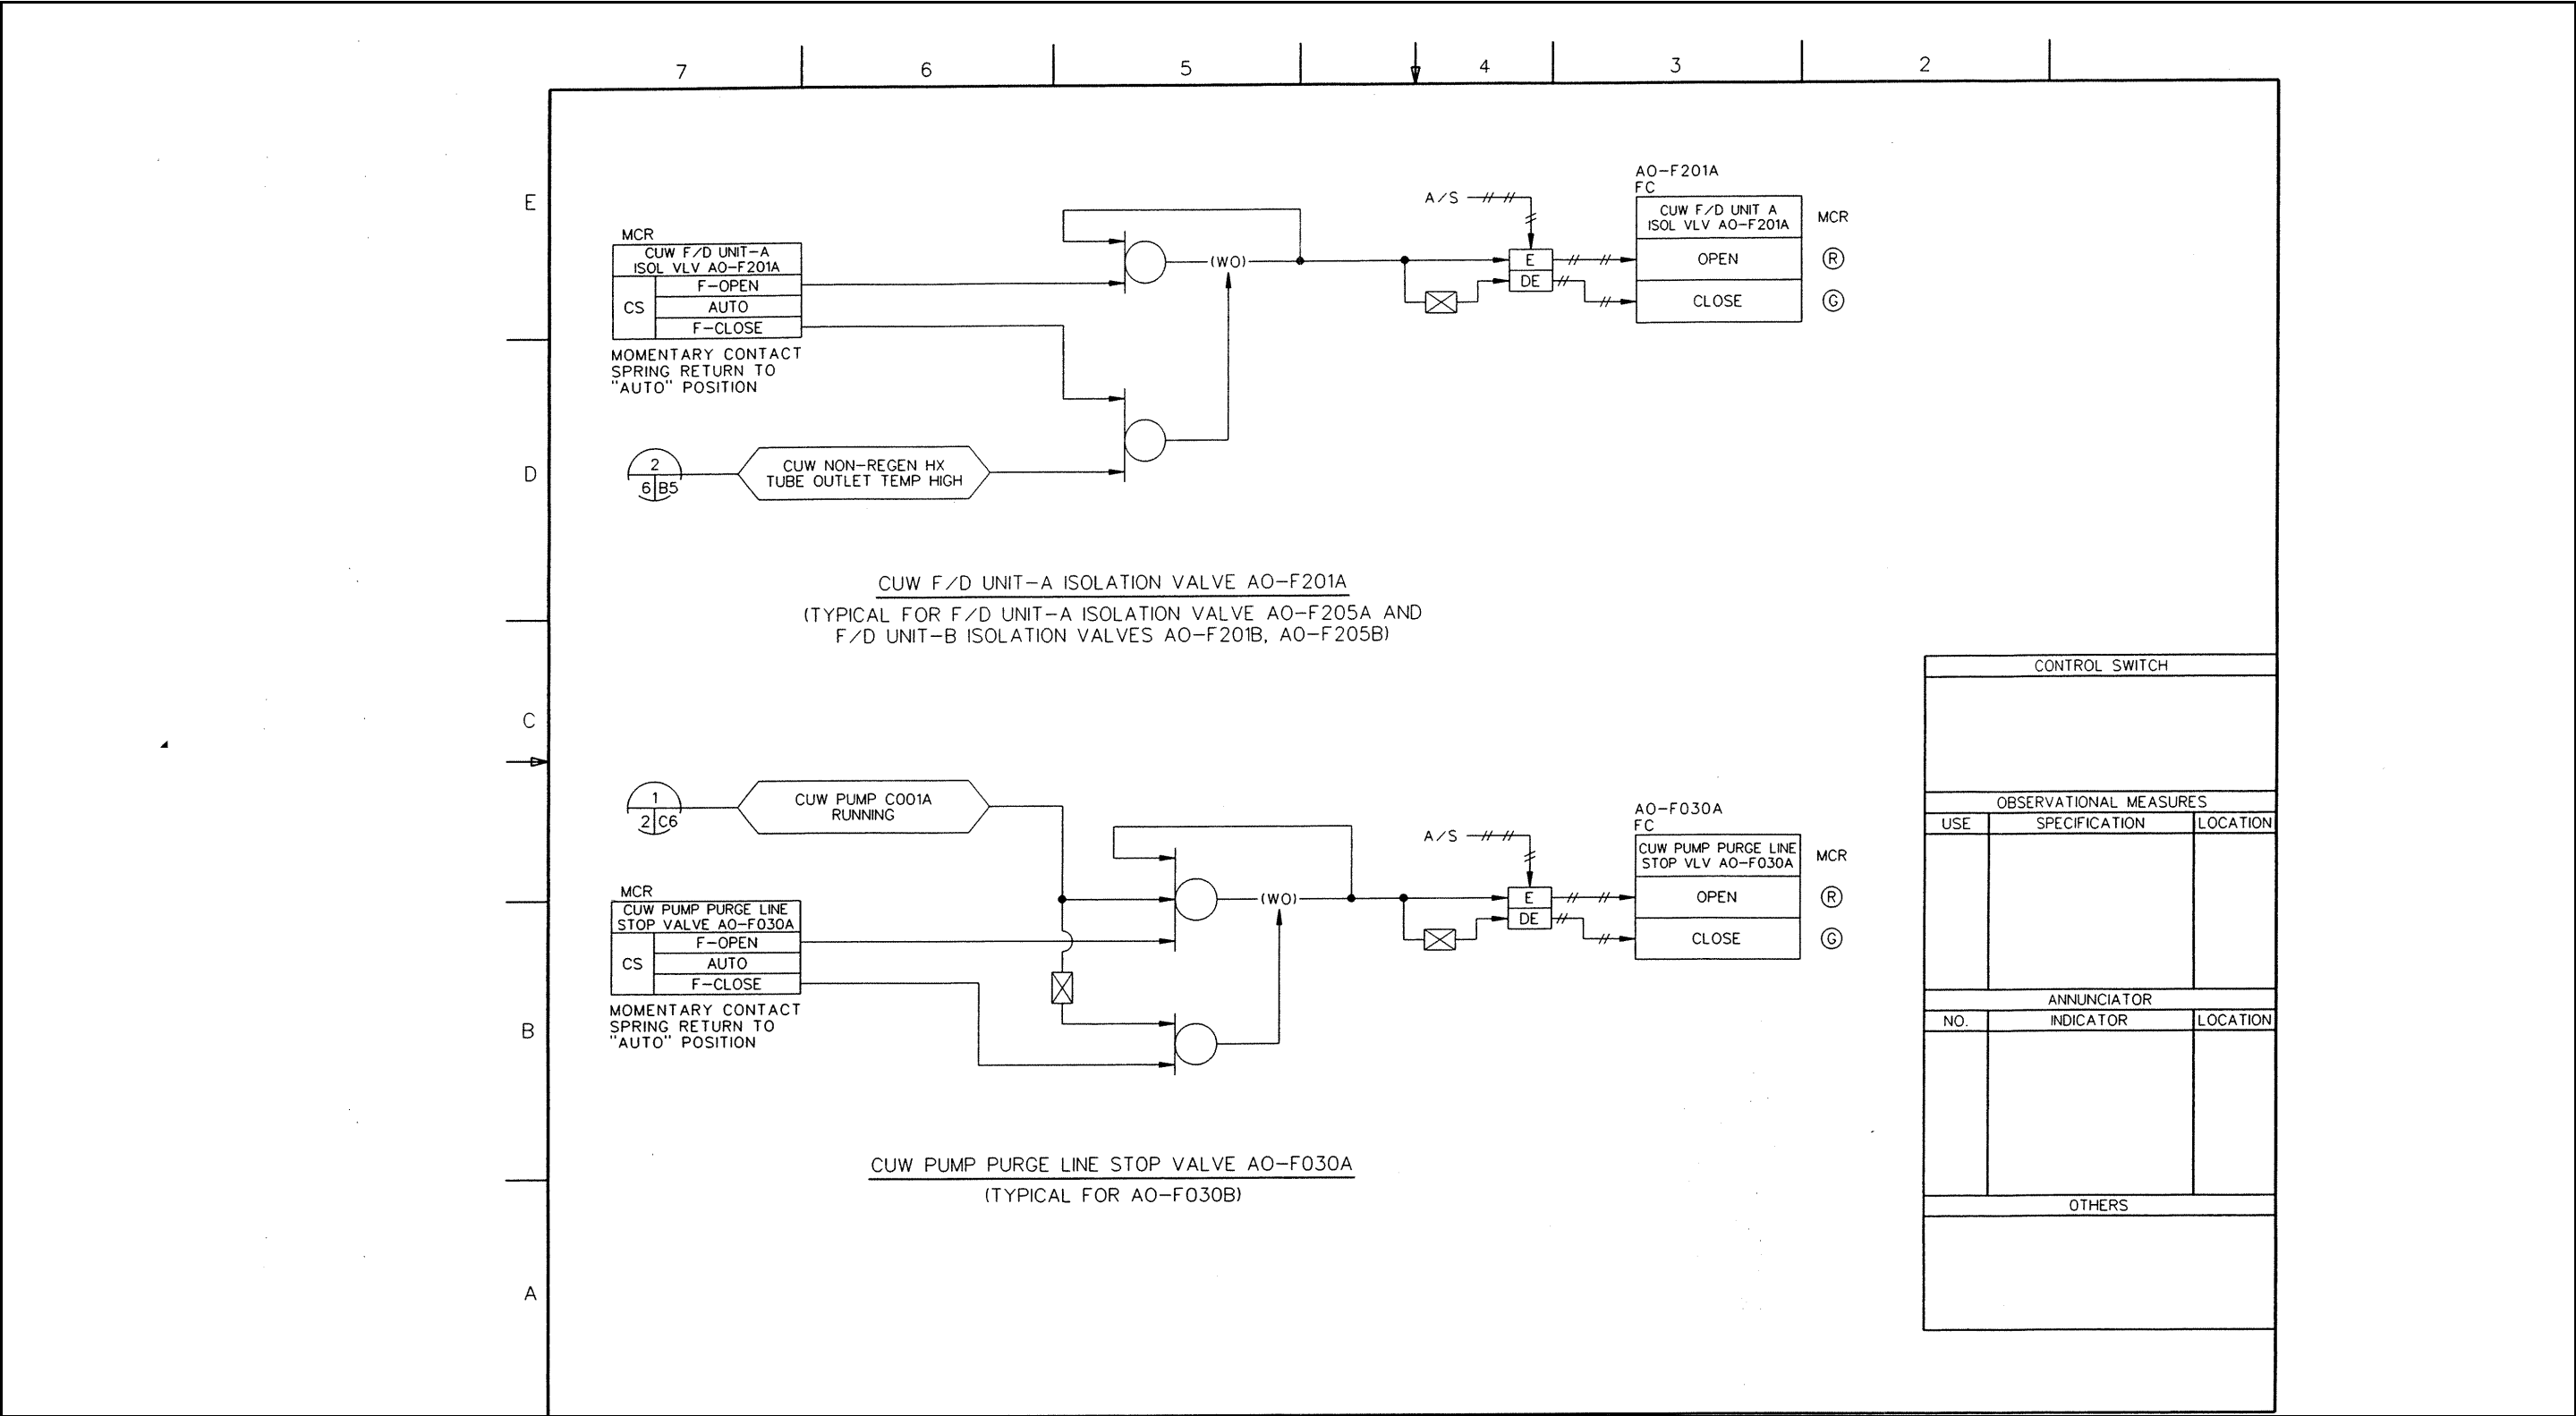 7 6 5 4 3 2
E
D
C
B
A
MCR
CUW F/D UNIT-A
ISOL VLV AO-F201A
CS
F-OPEN
AUTO
F-CLOSE
MOMENTARY CONTACT
SPRING RETURN TO
"AUTO" POSITION
(WO)
A/S
E
DE
AO-F201A
FC
CUW F/D UNIT A
ISOL VLV AO-F201A
OPEN
CLOSE
MCR
R
G
2
6 B5
CUW NON-REGEN HX
TUBE OUTLET TEMP HIGH
CUW F/D UNIT-A ISOLATION VALVE AO-F201A
(TYPICAL FOR F/D UNIT-A ISOLATION VALVE AO-F205A AND
F/D UNIT-B ISOLATION VALVES AO-F201B, AO-F205B)
1
2 C6
CUW PUMP C001A
RUNNING
MCR
CUW PUMP PURGE LINE
STOP VALVE AO-F030A
CS
F-OPEN
AUTO
F-CLOSE
MOMENTARY CONTACT
SPRING RETURN TO
"AUTO" POSITION
(WO)
A/S
E
DE
AO-F030A
FC
CUW PUMP PURGE LINE
STOP VLV AO-F030A
OPEN
CLOSE
MCR
R
G
CUW PUMP PURGE LINE STOP VALVE AO-F030A
(TYPICAL FOR AO-F030B)
CONTROL SWITCH
OBSERVATIONAL MEASURES
USE SPECIFICATION LOCATION
ANNUNCIATOR
NO. INDICATOR LOCATION
OTHERS